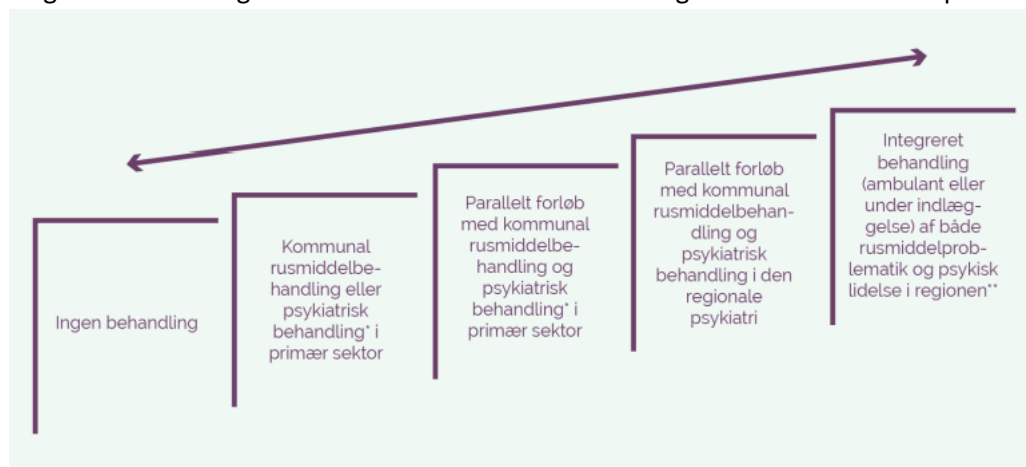 Ingen behandling
Kommunal
rusmiddelbe-
handling eller
psykiatrisk
behandling* i
primær sektor
Parallelt forløb
med kommunal
rusmiddelbe-
handling og
psykiatrisk
behandling* i
primær sektor
Parallelt forløb
med kommunal
rusmiddelbehan-
dling og
psykiatrisk
behandling i den
regionale
psykiatri
Integreret
behandling
(ambulant eller
under indlæg-
gelse) af både
rusmiddelprob-
lematik og psykisk
lidelse i regionen**